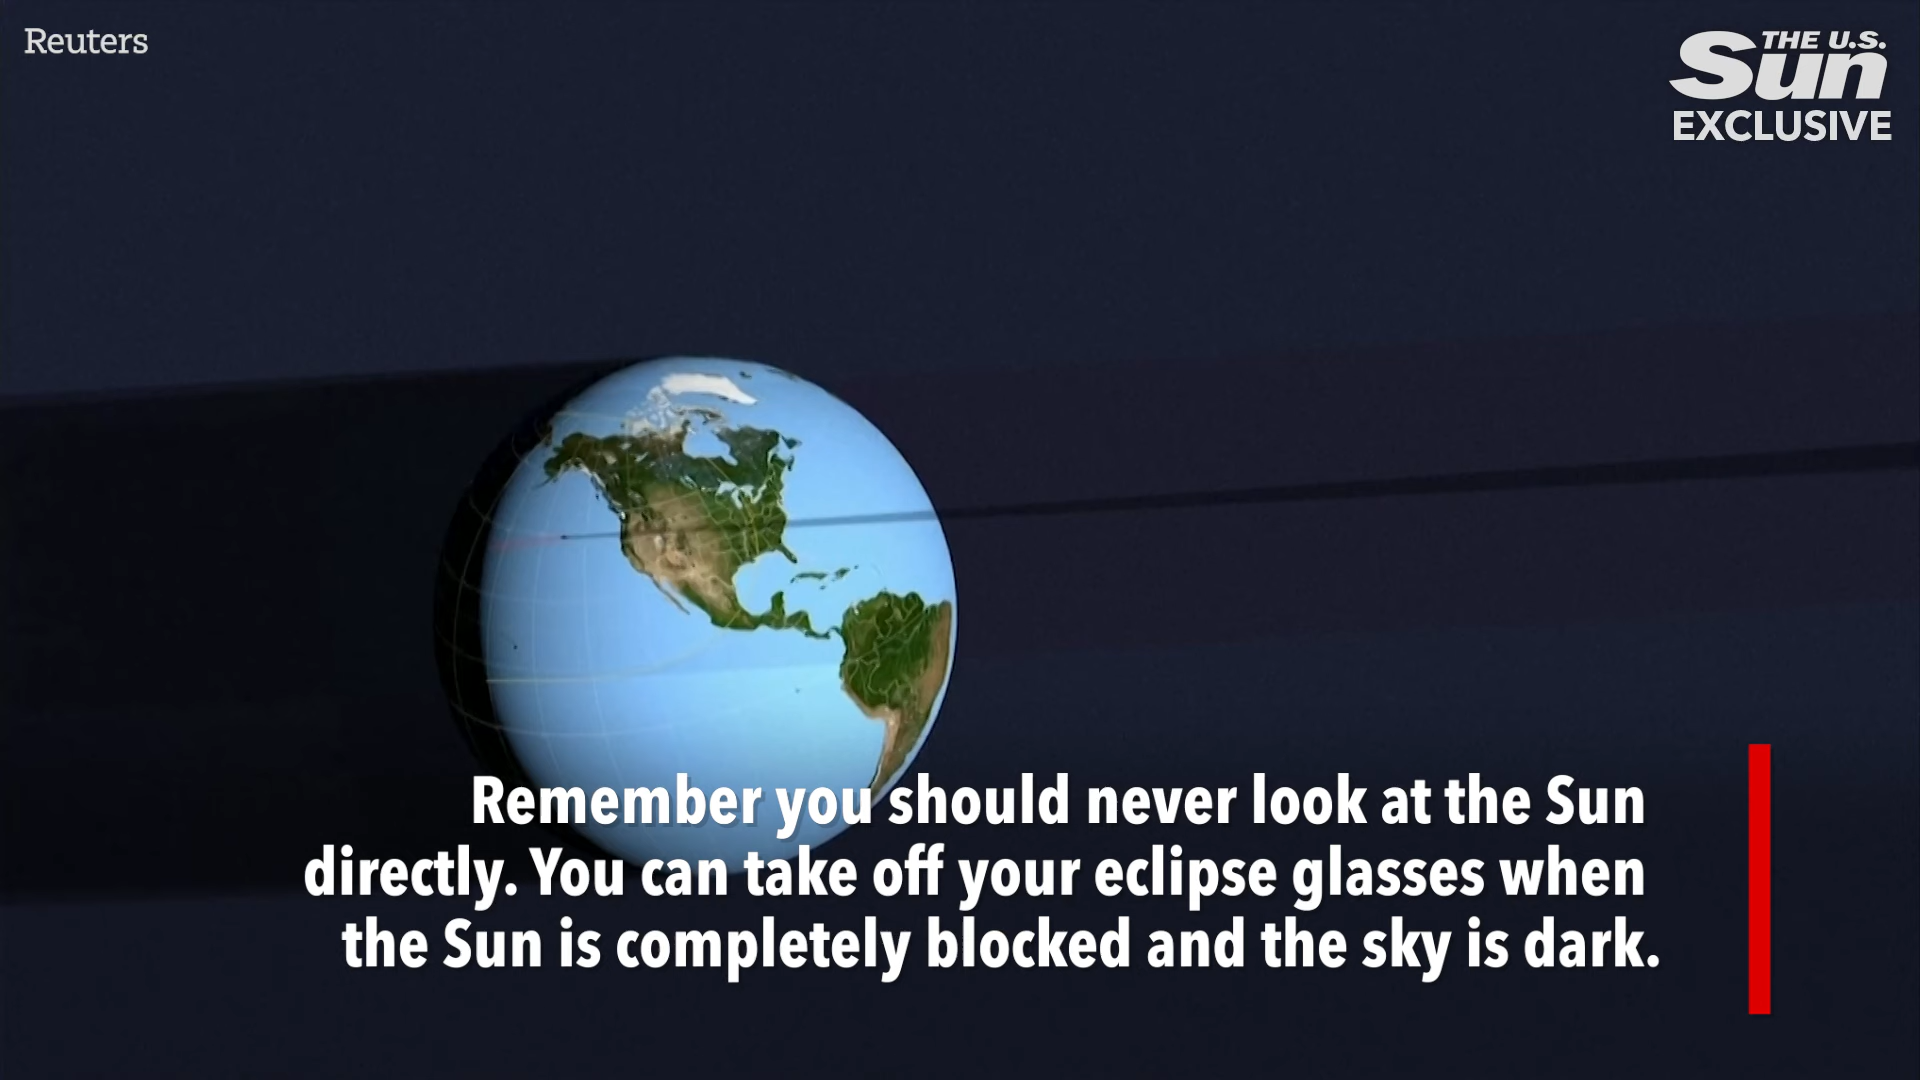 Reuters
THE U.S.
Sun
EXCLUSIVE
Remember you should never look at the Sun
directly. You can take off your eclipse glasses when
the Sun is completely blocked and the sky is dark.